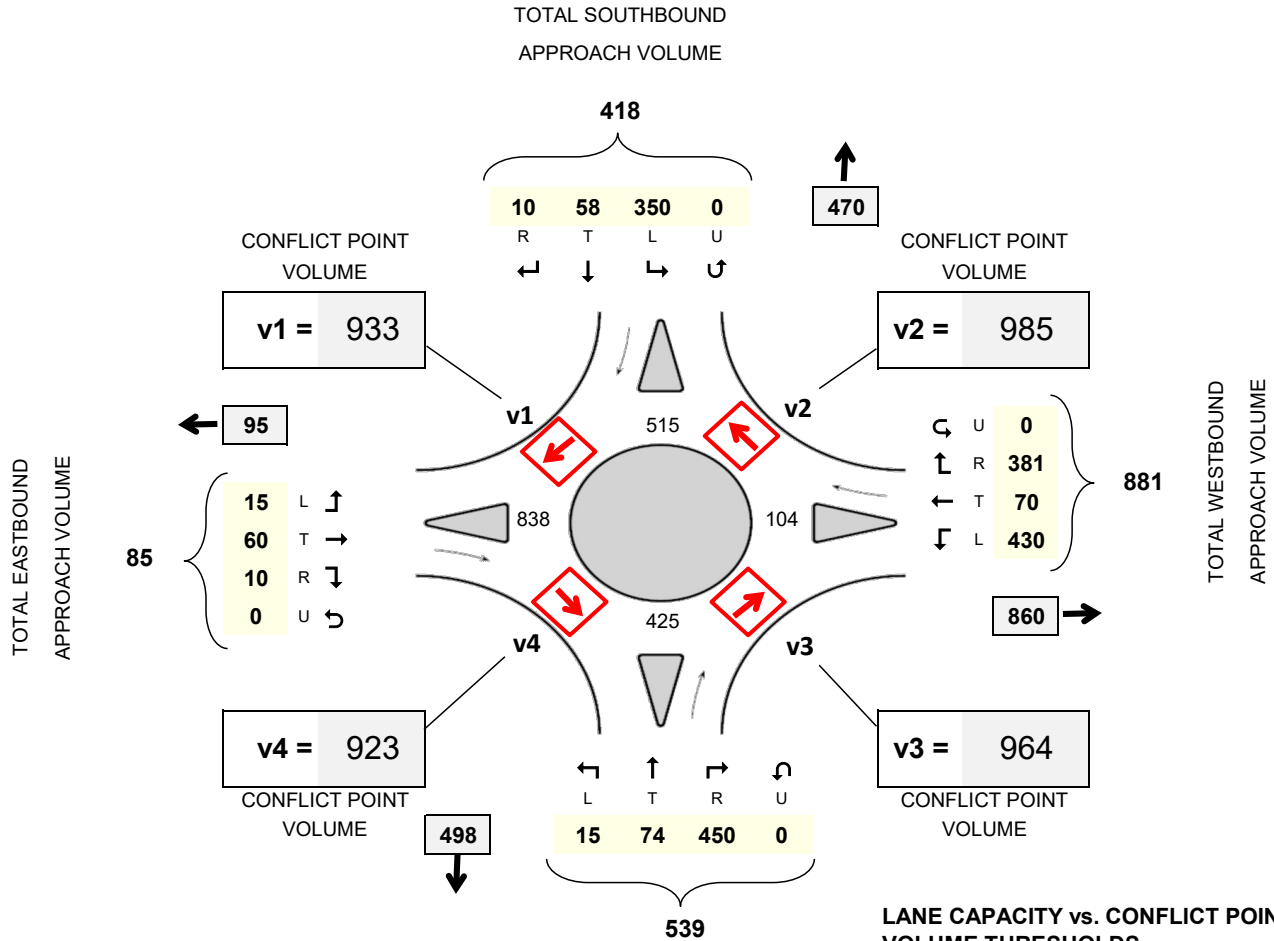 TOTAL SOUTHBOUND
APPROACH VOLUME
418
10 58 350 0
R T L U
470
CONFLICT POINT
VOLUME
v1 = 933
CONFLICT POINT
VOLUME
v2 = 985
v1
515
v2
95
TOTAL EASTBOUND
APPROACH VOLUME
85
15 L
60 T
10 R
0 U
838
104
U 0
R 381
T 70
L 430
881
TOTAL WESTBOUND
APPROACH VOLUME
860
v4
425
v3
v4 = 923
CONFLICT POINT
VOLUME
v3 = 964
CONFLICT POINT
VOLUME
498
L T R U
15 74 450 0
539
LANE CAPACITY vs. CONFLICT POIN
VOLUME THRESHOLDS